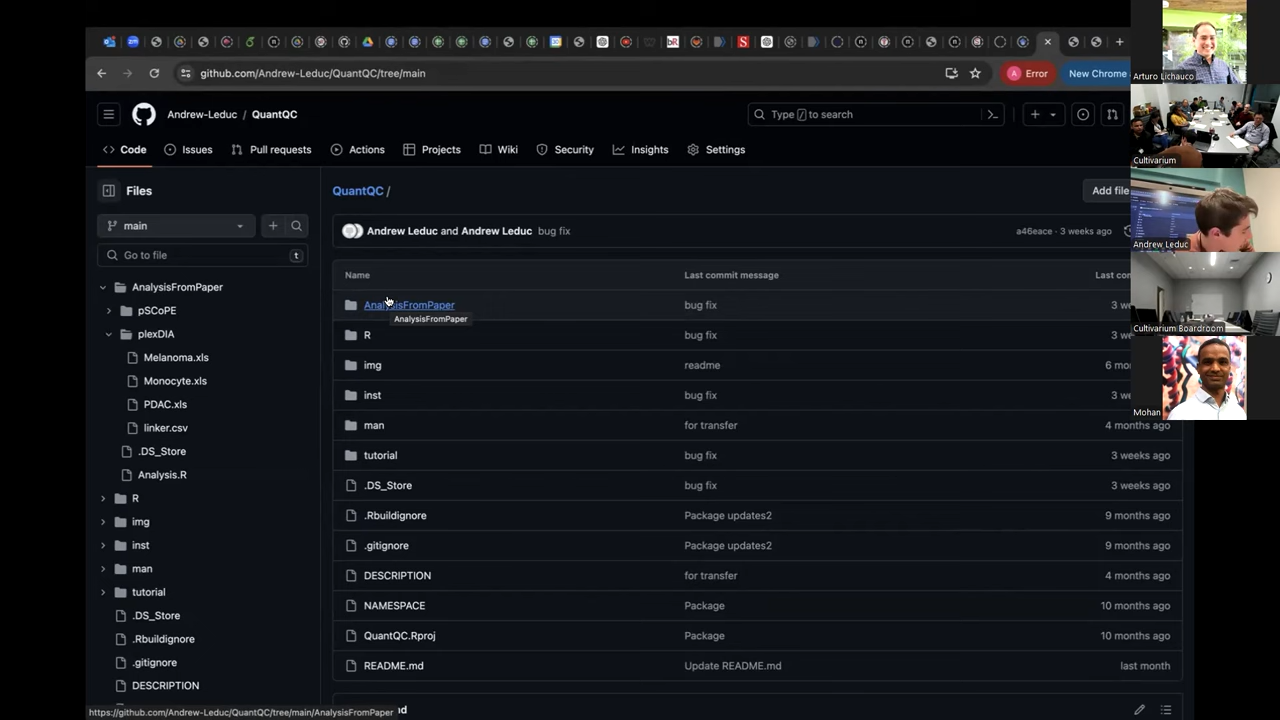 github.com/Andrew-Leduc/QuantQC/tree/main
Error
New Chrome
Andrew-Leduc / QuantQC
Type / to search
Code
Issues
Pull requests
Actions
Projects
Wiki
Security
Insights
Settings
Files
main
Go to file
t
AnalysisFromPaper
pSCoPE
plexDIA
Melanoma.xls
Monocyte.xls
PDAC.xls
linker.csv
.DS_Store
Analysis.R
R
img
inst
man
tutorial
.DS_Store
.Rbuildignore
.gitignore
DESCRIPTION
QuantQC /
Add file
Andrew Leduc and Andrew Leduc bug fix
a46eace · 3 weeks ago
Name
Last commit message
Last com
AnalysisFromPaper
bug fix
3 w
AnalysisFromPaper
R
bug fix
3 we
img
readme
6 mo
inst
bug fix
3 w
man
for transfer
4 months ago
tutorial
bug fix
3 weeks ago
.DS_Store
bug fix
3 weeks ago
.Rbuildignore
Package updates2
9 months ago
.gitignore
Package updates2
9 months ago
DESCRIPTION
for transfer
4 months ago
NAMESPACE
Package
10 months ago
QuantQC.Rproj
Package
10 months ago
README.md
Update README.md
last month
https://github.com/Andrew-Leduc/QuantQC/tree/main/AnalysisFromPaper
Arturo Lichauco
Cultivarium
Andrew Leduc
Cultivarium Boardroom
Mohan